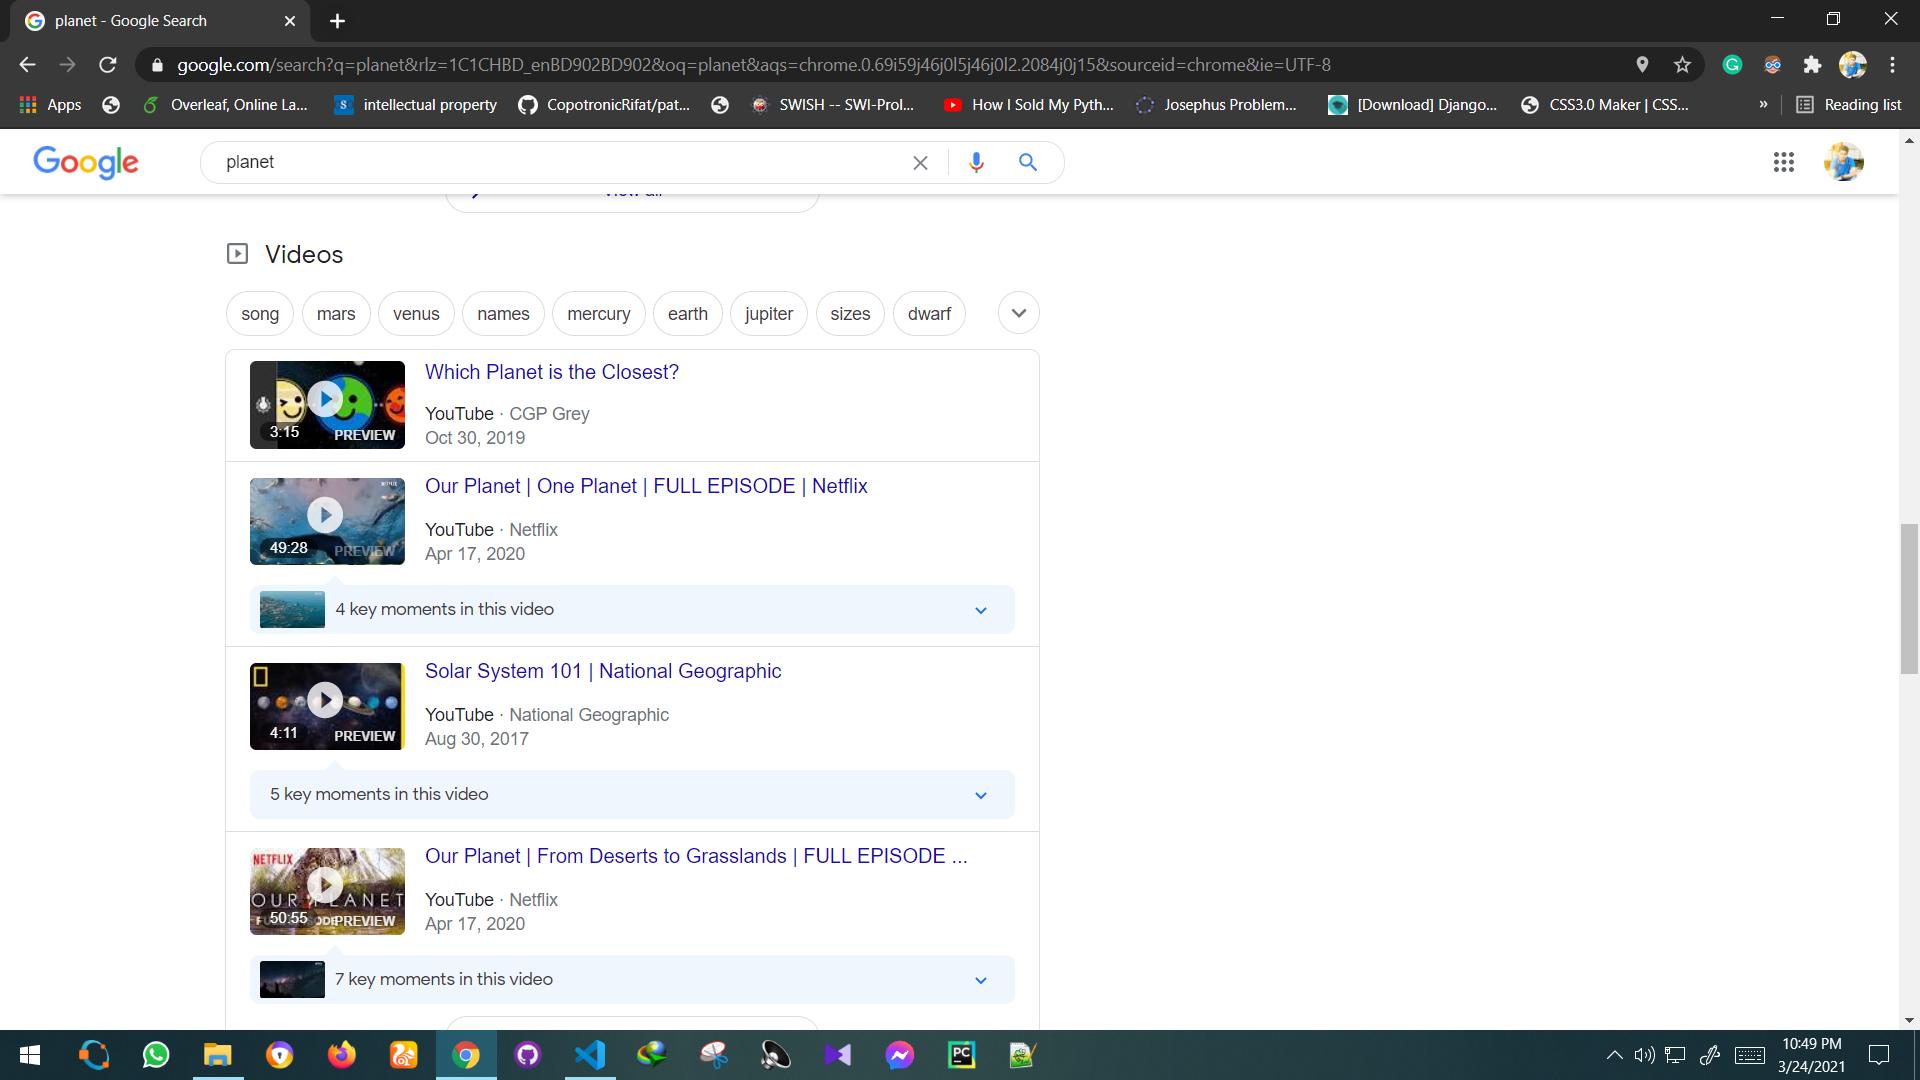 planet - Google Search
google.com/search?q=planet&rlz=1C1CHBD_enBD902BD902&oq=planet&aqs=chrome.0.69i59j46j0l5j46j0l2.2084j0j15&sourceid=chrome&ie=UTF-8
Apps Overleaf, Online La... intellectual property CopotronicRifat/pat... SWISH -- SWI-Prol... How I Sold My Pyth... Josephus Problem... [Download] Django... CSS3.0 Maker | CSS... » Reading list
Google planet
View all
Videos
song mars venus names mercury earth jupiter sizes dwarf
Which Planet is the Closest?
YouTube · CGP Grey
Oct 30, 2019
3:15 PREVIEW
Our Planet | One Planet | FULL EPISODE | Netflix
YouTube · Netflix
Apr 17, 2020
49:28 PREVIEW
4 key moments in this video
Solar System 101 | National Geographic
YouTube · National Geographic
Aug 30, 2017
4:11 PREVIEW
5 key moments in this video
Our Planet | From Deserts to Grasslands | FULL EPISODE ...
YouTube · Netflix
Apr 17, 2020
NETFLIX
OUR PLANET
50:55 PREVIEW
7 key moments in this video
PC
10:49 PM
3/24/2021